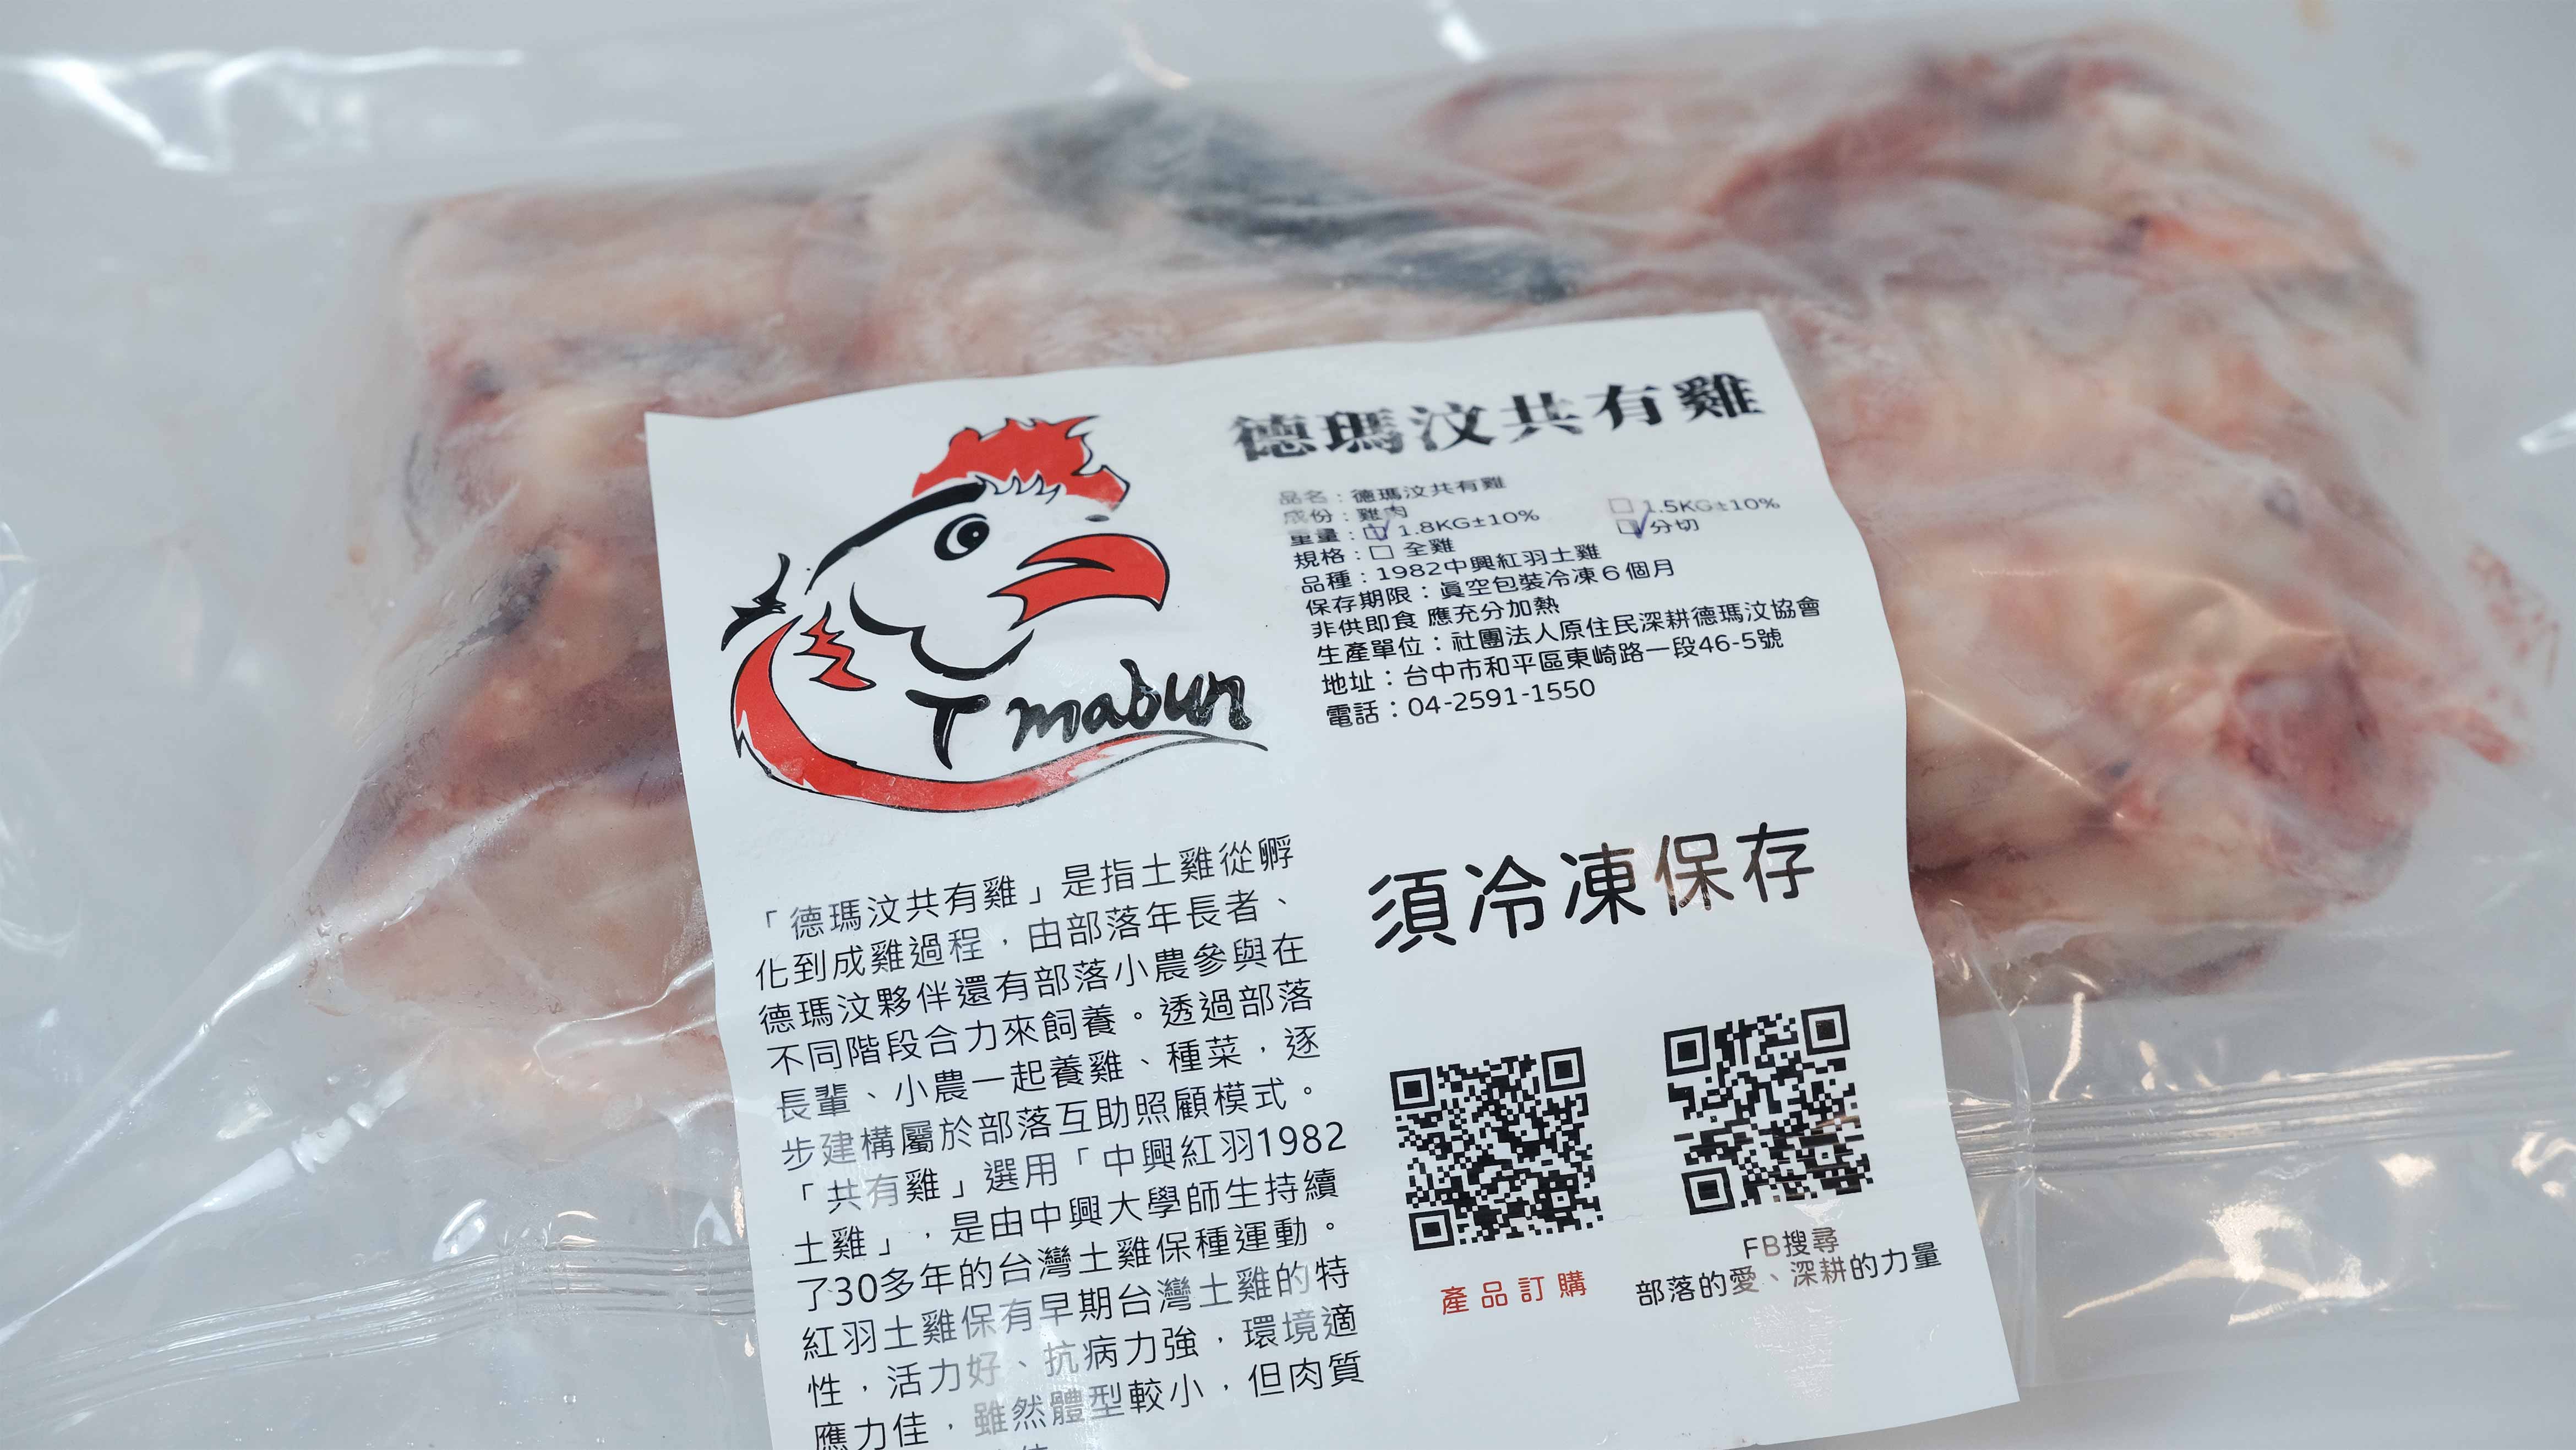 德瑪汶共有雞
品名：德瑪汶共有雞
成份：雞肉
重量：☑ 1.8KG±10% ☐ 1.5KG±10%
規格：☐ 全雞 ☑ 分切
品種：1982中興紅羽土雞
保存期限：真空包裝冷凍6個月
非供即食 應充分加熱
生產單位：社團法人原住民深耕德瑪汶協會
地址：台中市和平區東崎路一段46-5號
電話：04-2591-1550
Tmabun
須冷凍保存
「德瑪汶共有雞」是指土雞從孵
化到成雞過程，由部落年長者、
德瑪汶夥伴還有部落小農參與在
不同階段合力來飼養。透過部落
長輩、小農一起養雞、種菜，逐
步建構屬於部落互助照顧模式。
「共有雞」選用「中興紅羽1982
土雞」，是由中興大學師生持續
了30多年的台灣土雞保種運動。
紅羽土雞保有早期台灣土雞的特
性，活力好、抗病力強，環境適
應力佳，雖然體型較小，但肉質
產品訂購
FB搜尋
部落的愛、深耕的力量